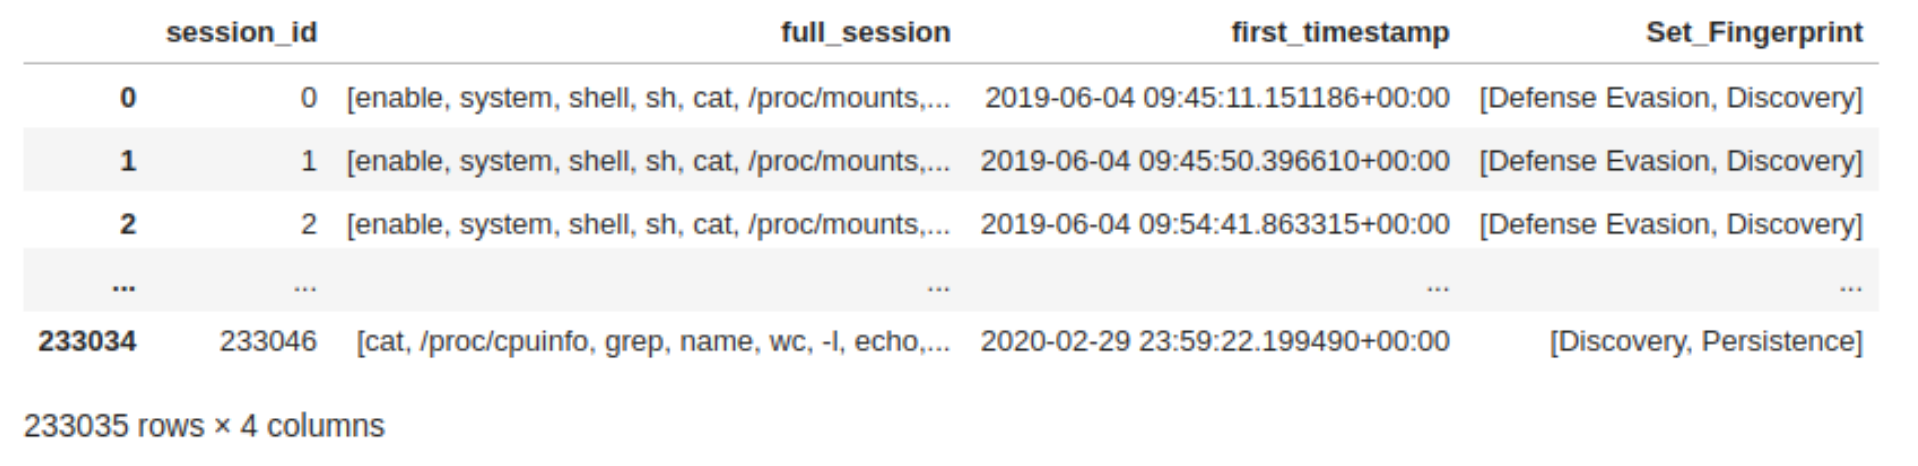 session_id full_session first_timestamp Set_Fingerprint
0 0 [enable, system, shell, sh, cat, /proc/mounts,... 2019-06-04 09:45:11.151186+00:00 [Defense Evasion, Discovery]
1 1 [enable, system, shell, sh, cat, /proc/mounts,... 2019-06-04 09:45:50.396610+00:00 [Defense Evasion, Discovery]
2 2 [enable, system, shell, sh, cat, /proc/mounts,... 2019-06-04 09:54:41.863315+00:00 [Defense Evasion, Discovery]
... ... ... ... ...
233034 233046 [cat, /proc/cpuinfo, grep, name, wc, -l, echo,... 2020-02-29 23:59:22.199490+00:00 [Discovery, Persistence]
233035 rows × 4 columns